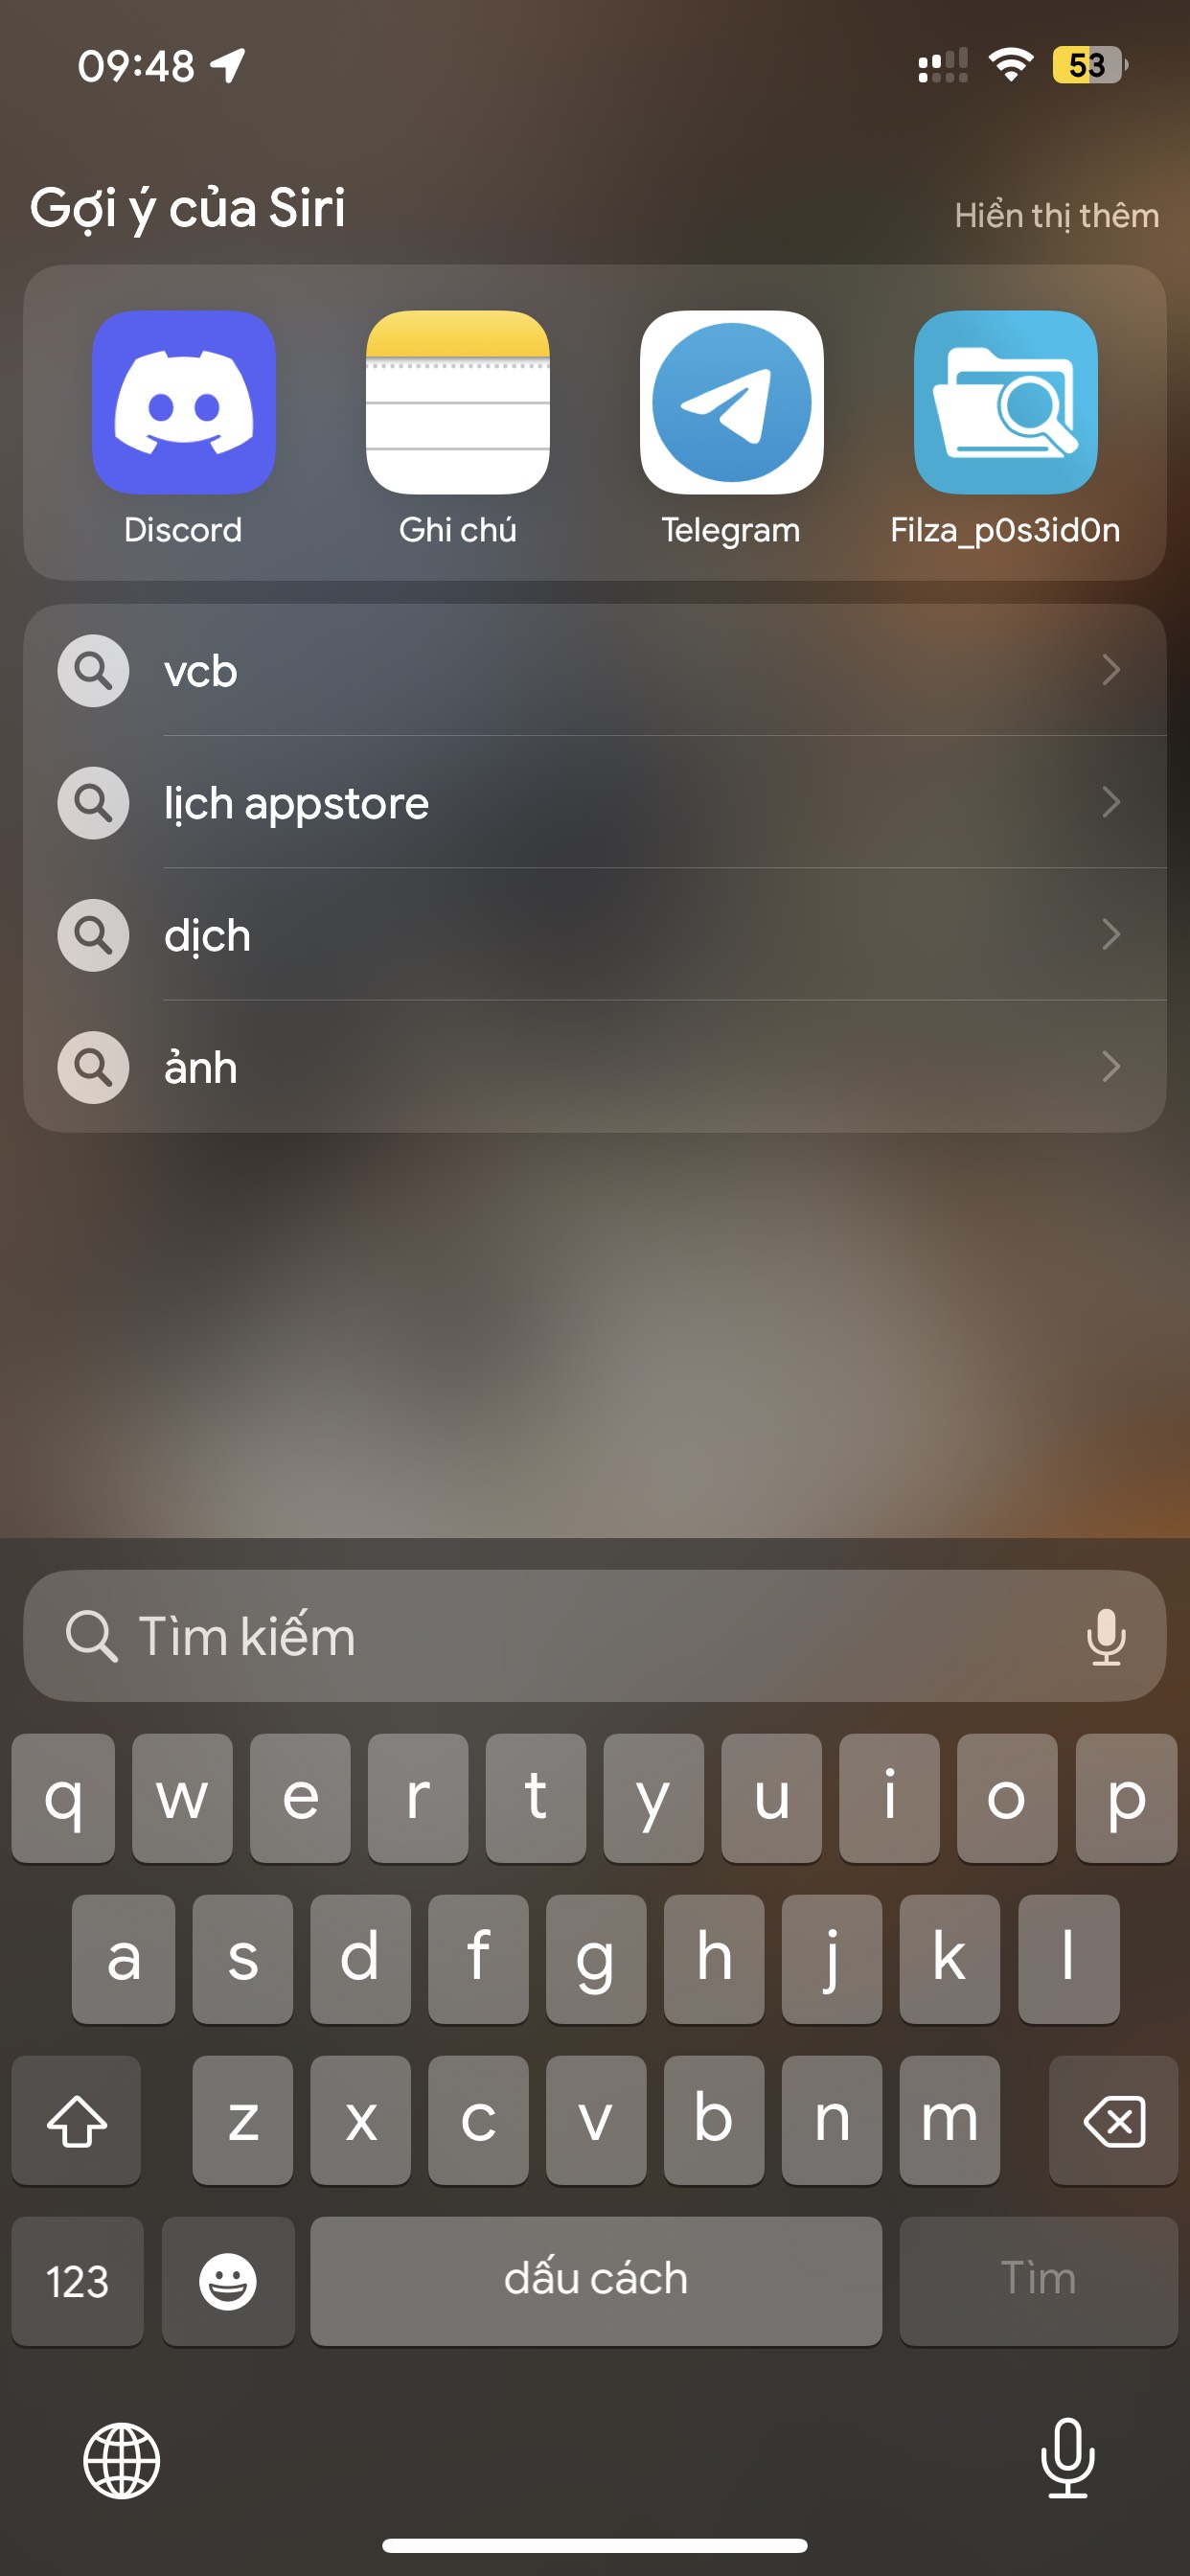 09:48
53
Gợi ý của Siri
Hiển thị thêm
Discord
Ghi chú
Telegram
Filza_p0s3id0n
vcb
lịch appstore
dịch
ảnh
Tìm kiếm
q w e r t y u i o p
a s d f g h j k l
z x c v b n m
123
dấu cách
Tìm